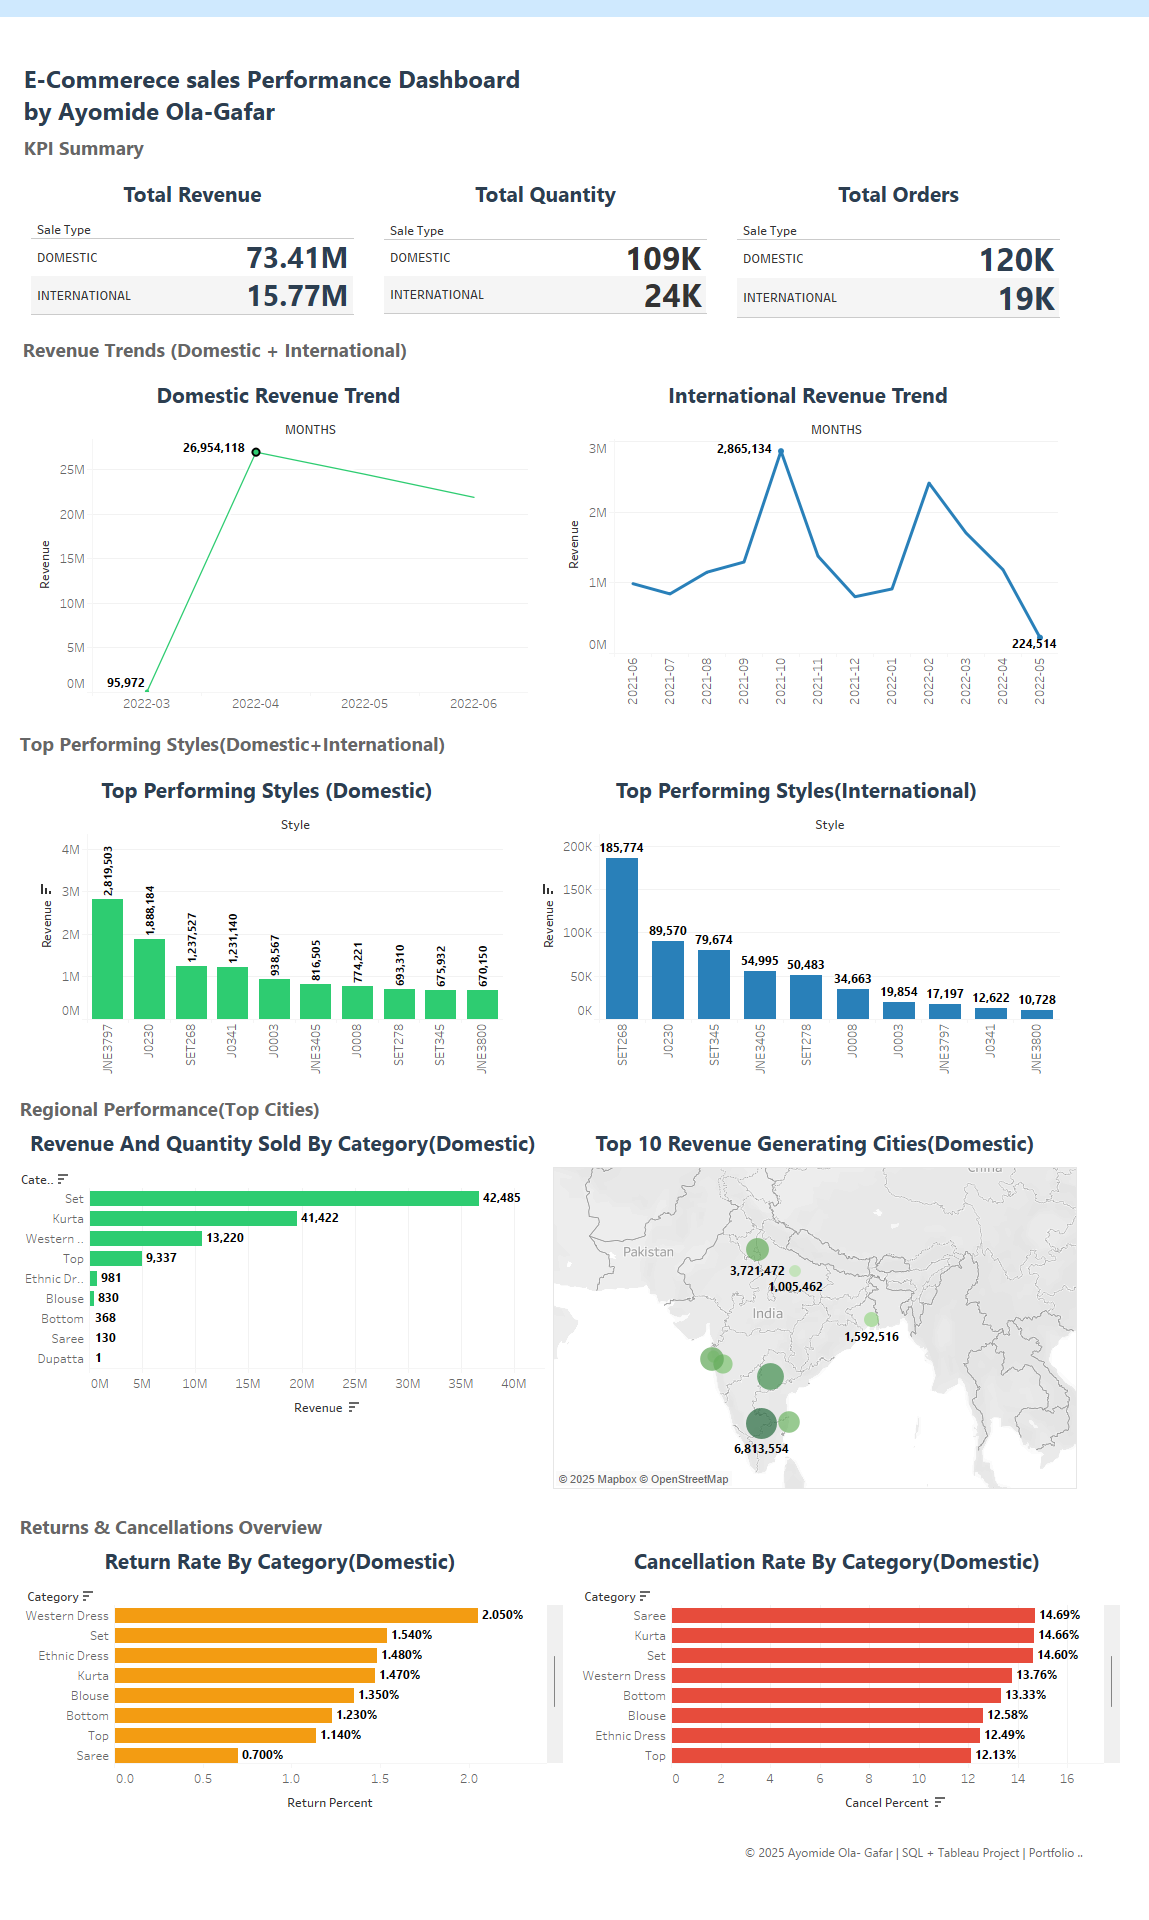 E-Commerece sales Performance Dashboard
by Ayomide Ola-Gafar
KPI Summary
Total Revenue
Sale Type
DOMESTIC 73.41M
INTERNATIONAL 15.77M
Total Quantity
Sale Type
DOMESTIC 109K
INTERNATIONAL 24K
Total Orders
Sale Type
DOMESTIC 120K
INTERNATIONAL 19K
Revenue Trends (Domestic + International)
Domestic Revenue Trend
MONTHS
Revenue
25M
20M
15M
10M
5M
0M
26,954,118
95,972
2022-03 2022-04 2022-05 2022-06
International Revenue Trend
MONTHS
Revenue
3M
2M
1M
0M
2,865,134
224,514
2021-06 2021-07 2021-08 2021-09 2021-10 2021-11 2021-12 2022-01 2022-02 2022-03 2022-04 2022-05
Top Performing Styles(Domestic+International)
Top Performing Styles (Domestic)
Style
Revenue
4M
3M
2M
1M
0M
2,819,503 1,888,184 1,237,527 1,231,140 938,567 816,505 774,221 693,310 675,932 670,150
JNE3797 J0230 SET268 J0341 J0003 JNE3405 J0008 SET278 SET345 JNE3800
Top Performing Styles(International)
Style
Revenue
200K
150K
100K
50K
0K
185,774 89,570 79,674 54,995 50,483 34,663 19,854 17,197 12,622 10,728
SET268 J0230 SET345 JNE3405 SET278 J0008 J0003 JNE3797 J0341 JNE3800
Regional Performance(Top Cities)
Revenue And Quantity Sold By Category(Domestic)
Cate..
Set 42,485
Kurta 41,422
Western .. 13,220
Top 9,337
Ethnic Dr.. 981
Blouse 830
Bottom 368
Saree 130
Dupatta 1
0M 5M 10M 15M 20M 25M 30M 35M 40M
Revenue
Top 10 Revenue Generating Cities(Domestic)
China
Pakistan
3,721,472
1,005,462
India
1,592,516
6,813,554
© 2025 Mapbox © OpenStreetMap
Returns & Cancellations Overview
Return Rate By Category(Domestic)
Category
Western Dress 2.050%
Set 1.540%
Ethnic Dress 1.480%
Kurta 1.470%
Blouse 1.350%
Bottom 1.230%
Top 1.140%
Saree 0.700%
0.0 0.5 1.0 1.5 2.0
Return Percent
Cancellation Rate By Category(Domestic)
Category
Saree 14.69%
Kurta 14.66%
Set 14.60%
Western Dress 13.76%
Bottom 13.33%
Blouse 12.58%
Ethnic Dress 12.49%
Top 12.13%
0 2 4 6 8 10 12 14 16
Cancel Percent
© 2025 Ayomide Ola- Gafar | SQL + Tableau Project | Portfolio ..